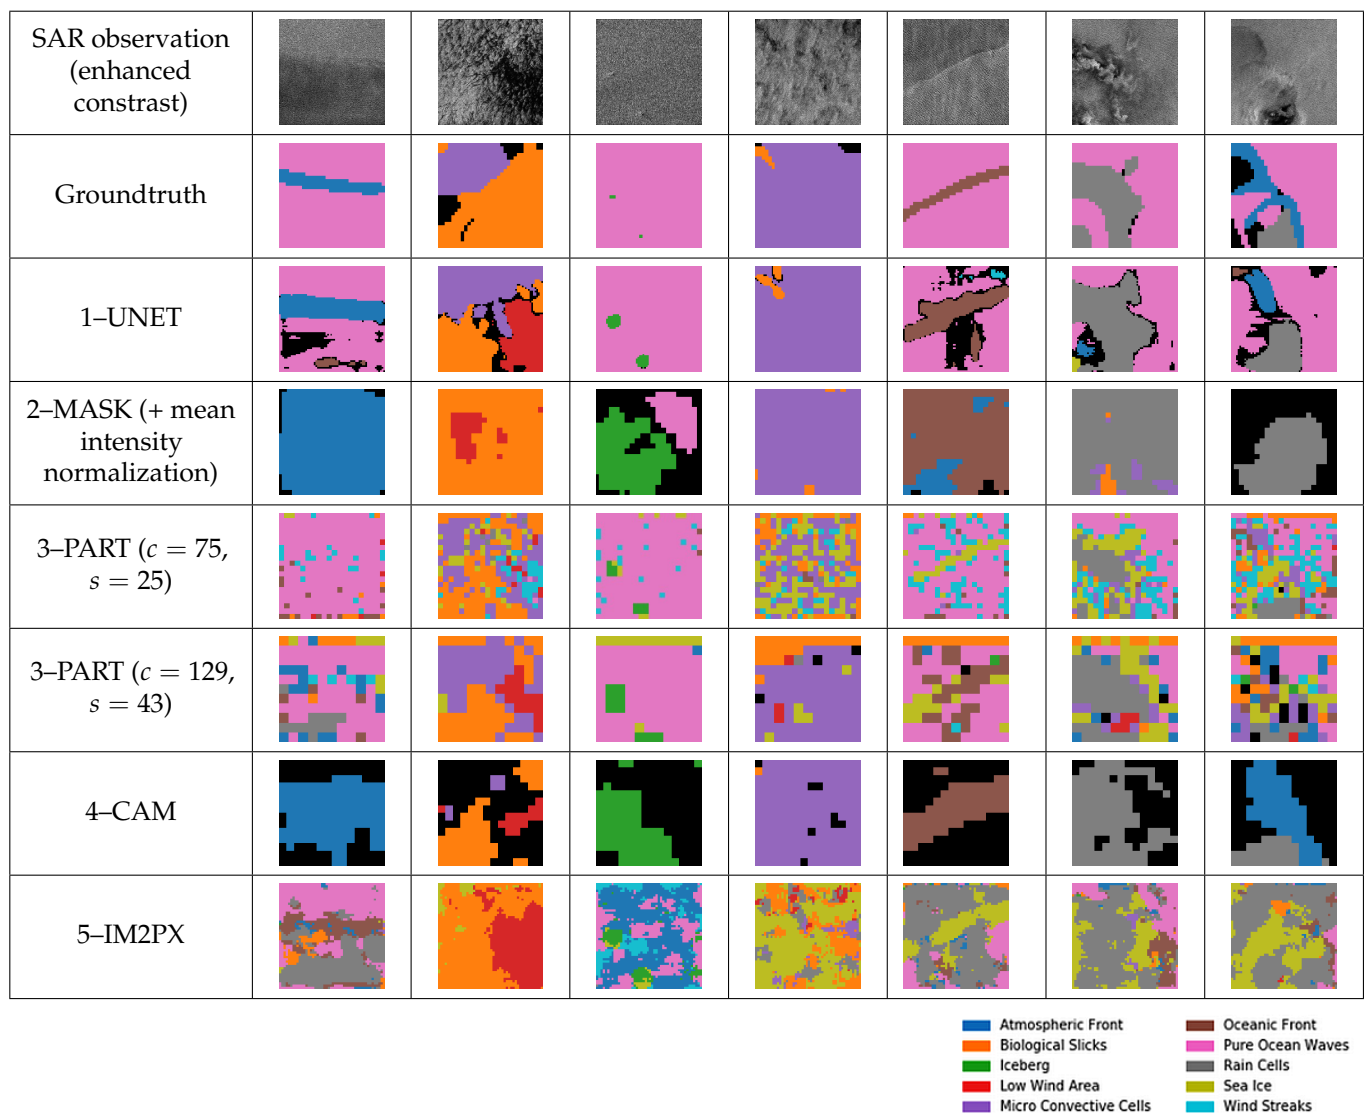 SAR observation
(enhanced
constrast)
Groundtruth
1–UNET
2–MASK (+ mean
intensity
normalization)
3–PART (c = 75,
s = 25)
3–PART (c = 129,
s = 43)
4–CAM
5–IM2PX
Atmospheric Front
Biological Slicks
Iceberg
Low Wind Area
Micro Convective Cells
Oceanic Front
Pure Ocean Waves
Rain Cells
Sea Ice
Wind Streaks